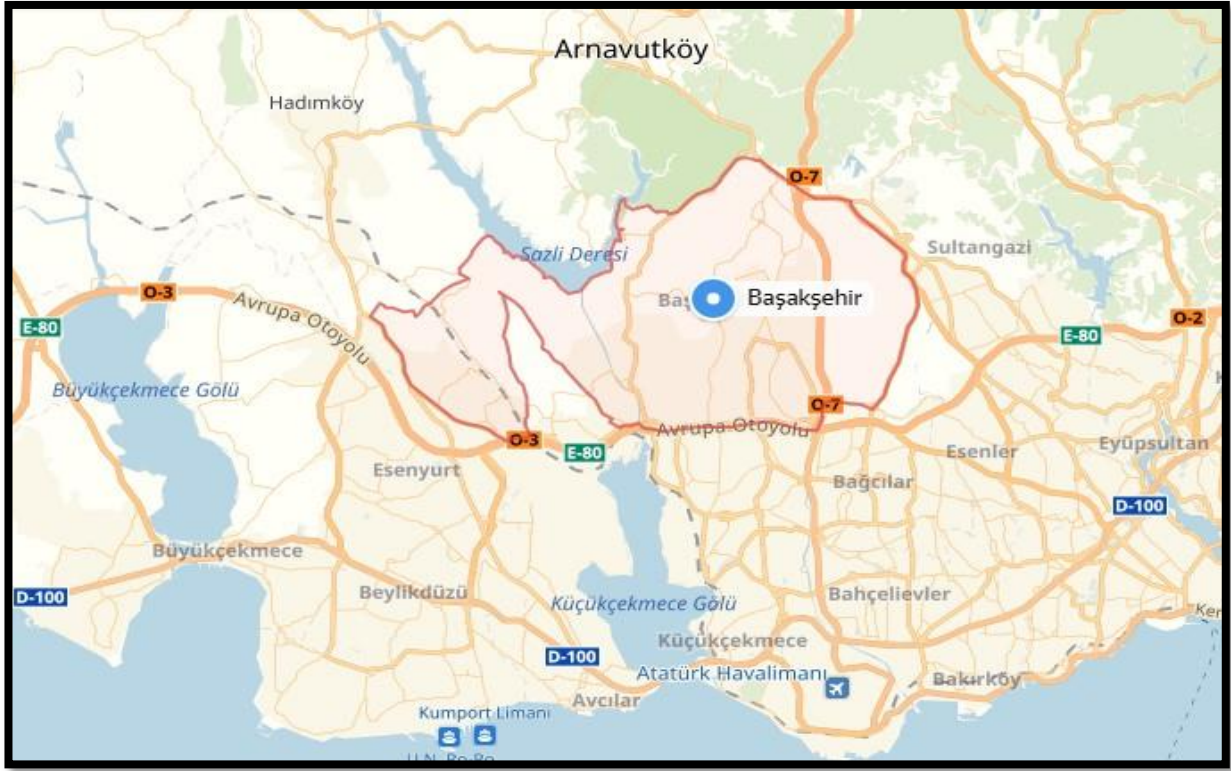 Arnavutköy
Hadımköy
O-7
Sultangazi
Sazli Deresi
O-3
Avrupa Otoyolu
Başakşehir
O-2
E-80
E-80
Büyükçekmece Gölü
O-7
Avrupa Otoyolu
O-3
E-80
Esenyurt
Esenler
Eyüpsultan
Bağcılar
D-100
Büyükçekmece
D-100
Beylikdüzü
Küçükçekmece Gölü
Bahçelievler
Küçükçekmece
D-100
Atatürk Havalimanı
Bakırköy
Avcılar
Kumport Limanı